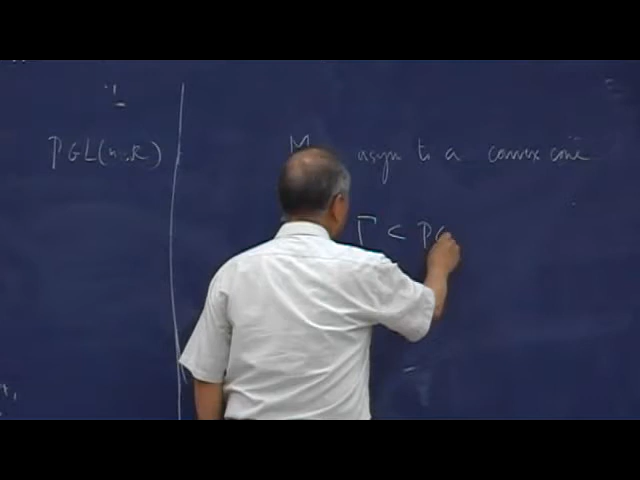 PGL(n,R)
M asym to a convex cone
Γ < PG